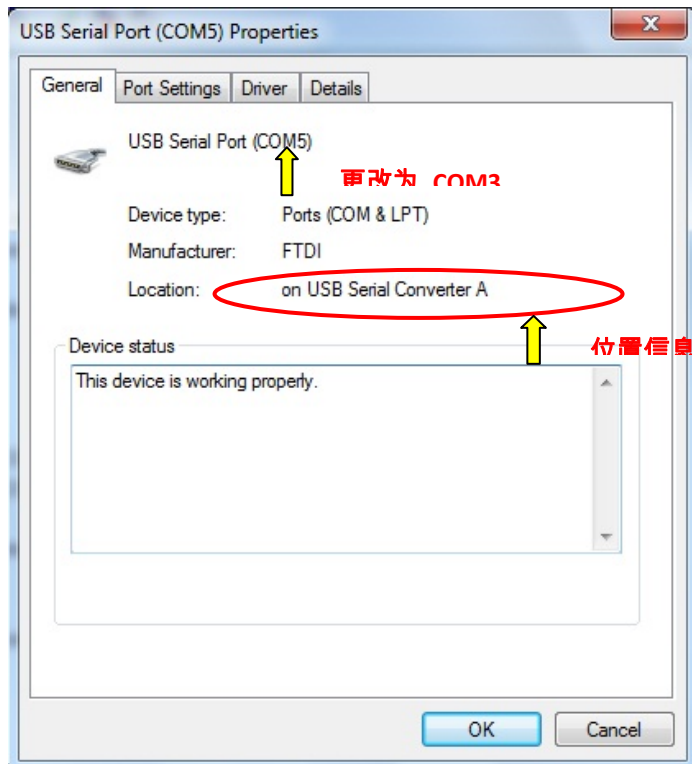 USB Serial Port (COM5) Properties
General Port Settings Driver Details
USB Serial Port (COM5)
更改为 COM3
Device type: Ports (COM & LPT)
Manufacturer: FTDI
Location: on USB Serial Converter A
位置信息
Device status
This device is working properly.
OK Cancel